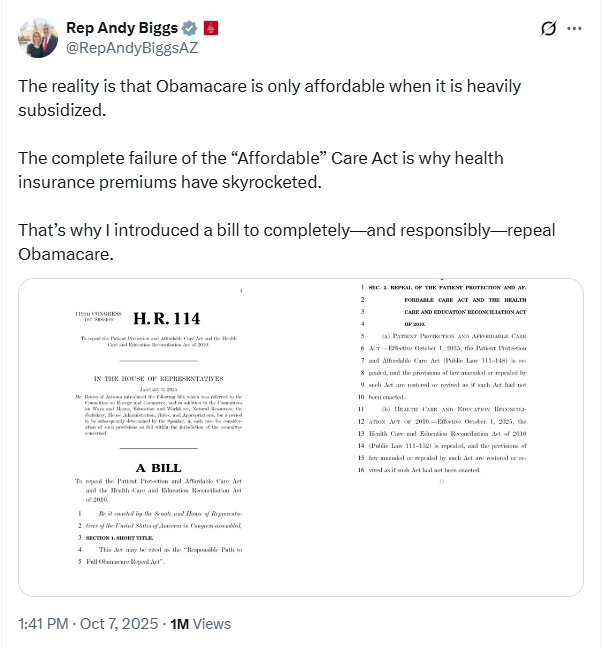 Rep Andy Biggs
@RepAndyBiggsAZ
The reality is that Obamacare is only affordable when it is heavily
subsidized.
The complete failure of the “Affordable” Care Act is why health
insurance premiums have skyrocketed.
That’s why I introduced a bill to completely—and responsibly—repeal
Obamacare.
I
119TH CONGRESS
1ST SESSION
H. R. 114
To repeal the Patient Protection and Affordable Care Act and the Health
Care and Education Reconciliation Act of 2010.
IN THE HOUSE OF REPRESENTATIVES
JANUARY 3, 2025
Mr. BIGGS of Arizona introduced the following bill; which was referred to the
Committee on Energy and Commerce, and in addition to the Committees
on Ways and Means, Education and Workforce, Natural Resources, the
Judiciary, House Administration, Rules, and Appropriations, for a period
to be subsequently determined by the Speaker, in each case for consider-
ation of such provisions as fall within the jurisdiction of the committee
concerned
A BILL
To repeal the Patient Protection and Affordable Care Act
and the Health Care and Education Reconciliation Act
of 2010.
1 Be it enacted by the Senate and House of Representa-
2 tives of the United States of America in Congress assembled,
3 SECTION 1. SHORT TITLE.
4 This Act may be cited as the “Responsible Path to
5 Full Obamacare Repeal Act”.
1 SEC. 2. REPEAL OF THE PATIENT PROTECTION AND AF-
2 FORDABLE CARE ACT AND THE HEALTH
3 CARE AND EDUCATION RECONCILIATION ACT
4 OF 2010.
5 (a) PATIENT PROTECTION AND AFFORDABLE CARE
6 ACT.—Effective October 1, 2025, the Patient Protection
7 and Affordable Care Act (Public Law 111–148) is re-
8 pealed, and the provisions of law amended or repealed by
9 such Act are restored or revived as if such Act had not
10 been enacted.
11 (b) HEALTH CARE AND EDUCATION RECONCILI-
12 ATION ACT OF 2010.—Effective October 1, 2025, the
13 Health Care and Education Reconciliation Act of 2010
14 (Public Law 111–152) is repealed, and the provisions of
15 law amended or repealed by such Act are restored or re-
16 vived as if such Act had not been enacted.
1:41 PM · Oct 7, 2025 · 1M Views